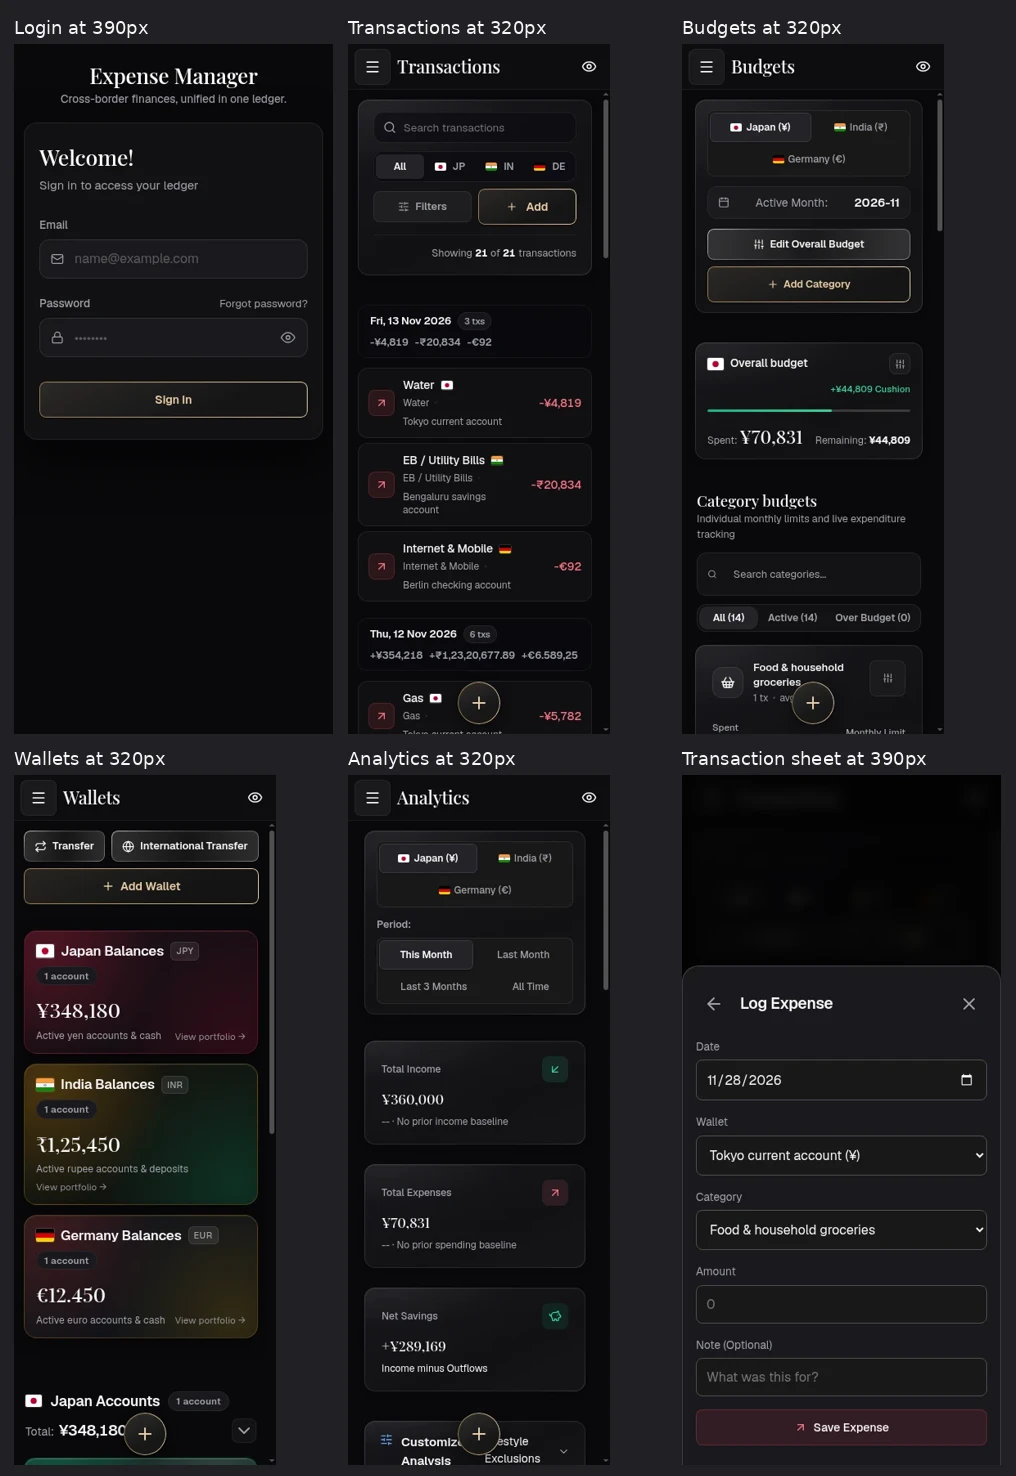 Login at 390px
Expense Manager
Cross-border finances, unified in one ledger.
Welcome!
Sign in to access your ledger
Email
name@example.com
Password
Forgot password?
Sign In
Transactions at 320px
Transactions
Search transactions
All
JP
IN
DE
Filters
+ Add
Showing 21 of 21 transactions
Fri, 13 Nov 2026
3 txs
-¥4,819 -₹20,834 -€92
Water
Water
Tokyo current account
-¥4,819
EB / Utility Bills
EB / Utility Bills
Bengaluru savings
account
-₹20,834
Internet & Mobile
Internet & Mobile
Berlin checking account
-€92
Thu, 12 Nov 2026
6 txs
+¥354,218 +₹1,23,20,677.89 +€6.589,25
Gas
Gas
-¥5,782
Tokyo current account
Budgets at 320px
Budgets
Japan (¥)
India (₹)
Germany (€)
Active Month:
2026-11
Edit Overall Budget
+ Add Category
Overall budget
+¥44,809 Cushion
Spent: ¥70,831
Remaining: ¥44,809
Category budgets
Individual monthly limits and live expenditure
tracking
Search categories...
All (14)
Active (14)
Over Budget (0)
Food & household
groceries
1 tx · avg
Spent
Monthly Limit
Wallets at 320px
Wallets
Transfer
International Transfer
+ Add Wallet
Japan Balances
JPY
1 account
¥348,180
Active yen accounts & cash
View portfolio →
India Balances
INR
1 account
₹1,25,450
Active rupee accounts & deposits
View portfolio →
Germany Balances
EUR
1 account
€12.450
Active euro accounts & cash
View portfolio →
Japan Accounts
1 account
Total: ¥348,180
Analytics at 320px
Analytics
Japan (¥)
India (₹)
Germany (€)
Period:
This Month
Last Month
Last 3 Months
All Time
Total Income
¥360,000
-- · No prior income baseline
Total Expenses
¥70,831
-- · No prior spending baseline
Net Savings
+¥289,169
Income minus Outflows
Customize
Analysis
estyle
Exclusions
Transaction sheet at 390px
Log Expense
Date
11/28/2026
Wallet
Tokyo current account (¥)
Category
Food & household groceries
Amount
0
Note (Optional)
What was this for?
Save Expense